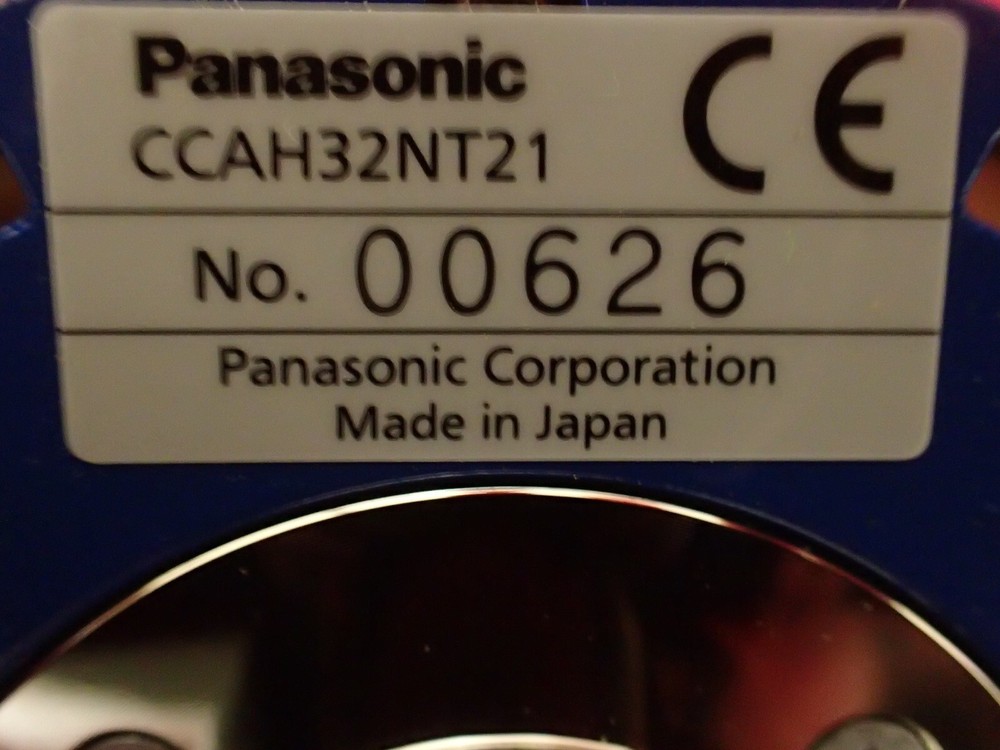 Panasonic CE
CCAH32NT21
No. 00626
Panasonic Corporation
Made in Japan